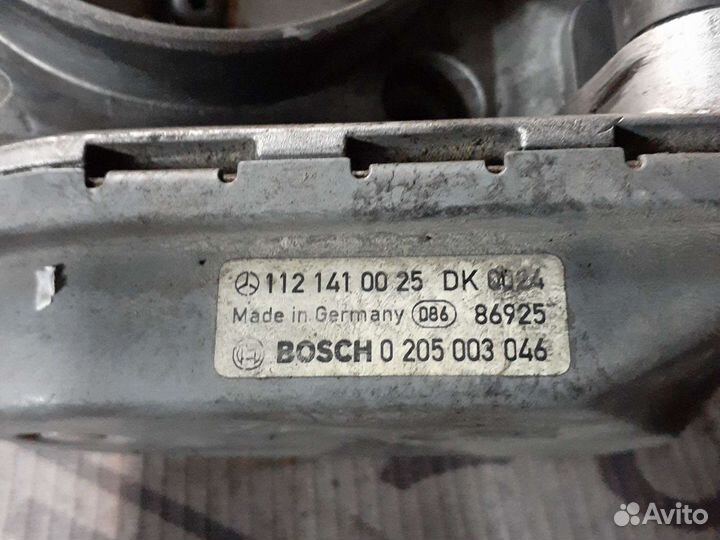 112 141 00 25 DK 0024
Made in Germany 086 86925
BOSCH 0 205 003 046
Avito